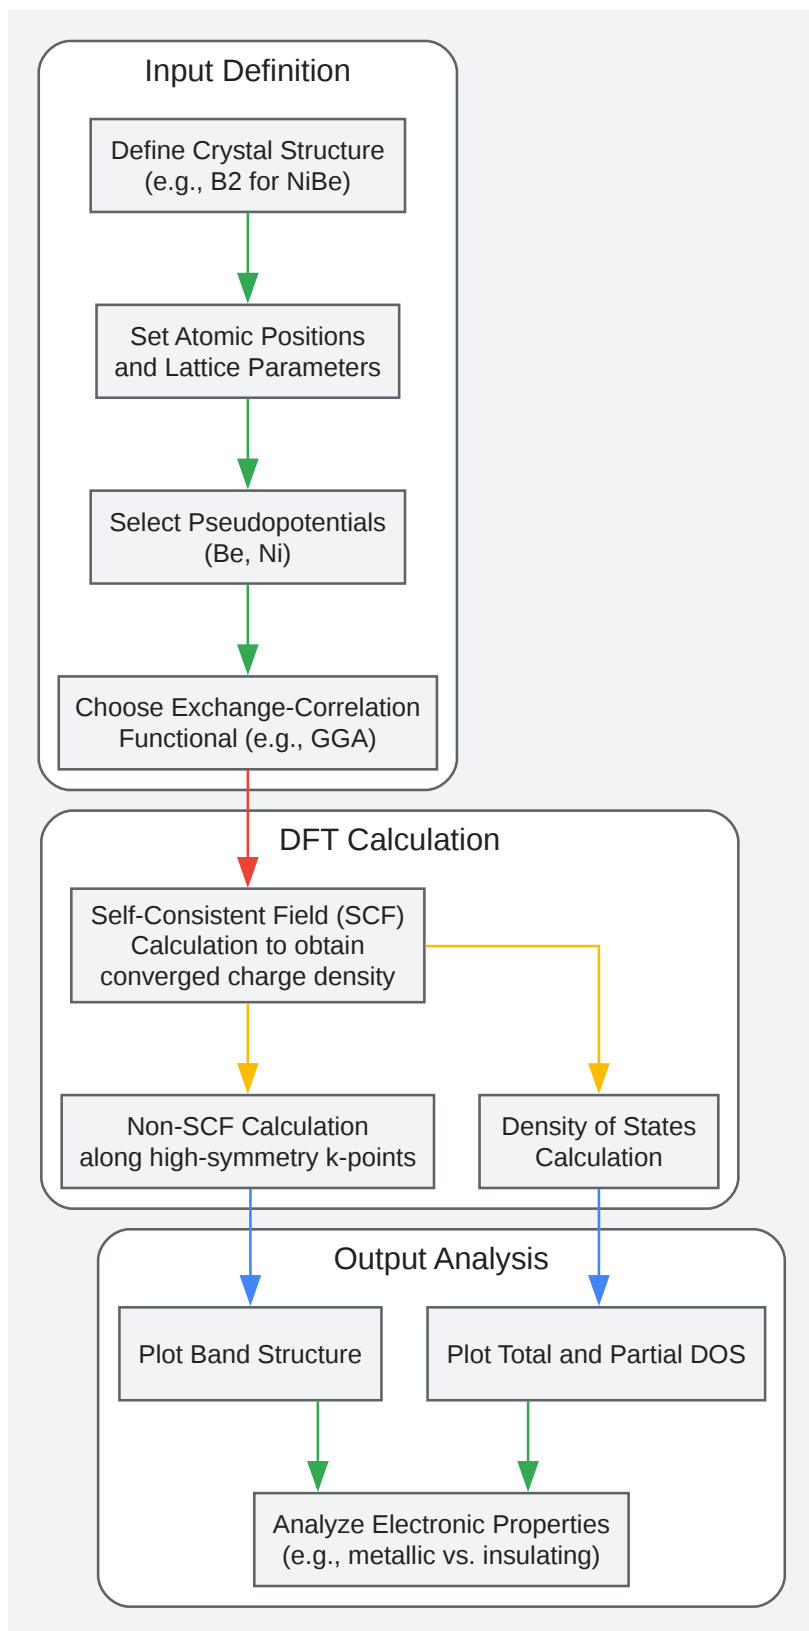 Input Definition
Define Crystal Structure
(e.g., B2 for NiBe)
Set Atomic Positions
and Lattice Parameters
Select Pseudopotentials
(Be, Ni)
Choose Exchange-Correlation
Functional (e.g., GGA)
DFT Calculation
Self-Consistent Field (SCF)
Calculation to obtain
converged charge density
Non-SCF Calculation
along high-symmetry k-points
Density of States
Calculation
Output Analysis
Plot Band Structure
Plot Total and Partial DOS
Analyze Electronic Properties
(e.g., metallic vs. insulating)